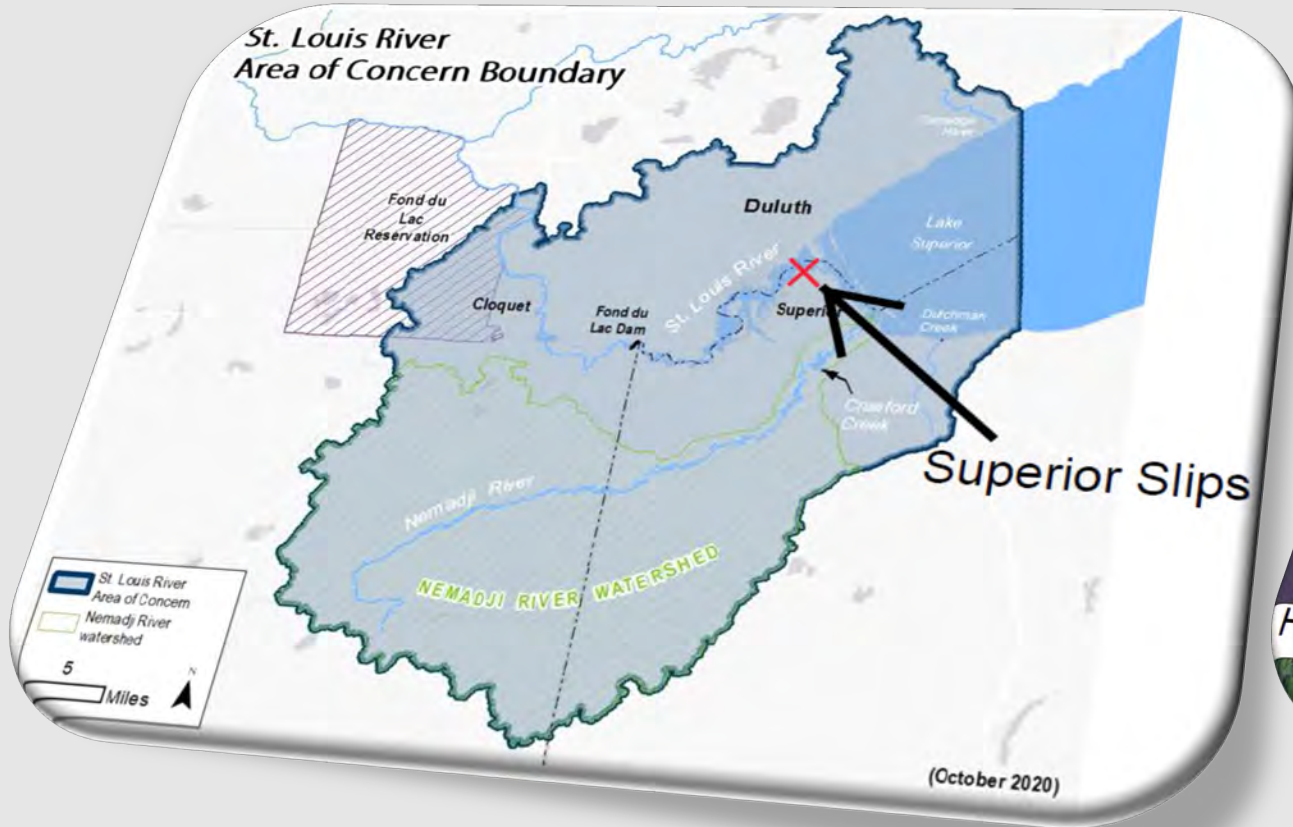 St. Louis River
Area of Concern Boundary
Fond du
Lac
Reservation
Duluth
River
Lake
Superior
St. Louis River
Cloquet
Fond du
Lac Dam
Superior
Dutchman
Creek
Crawford
Creek
Superior Slips
Nemadji River
NEMADJI RIVER WATERSHED
St. Louis River
Area of Concern
Nemadji River
watershed
5
Miles
N
(October 2020)
H